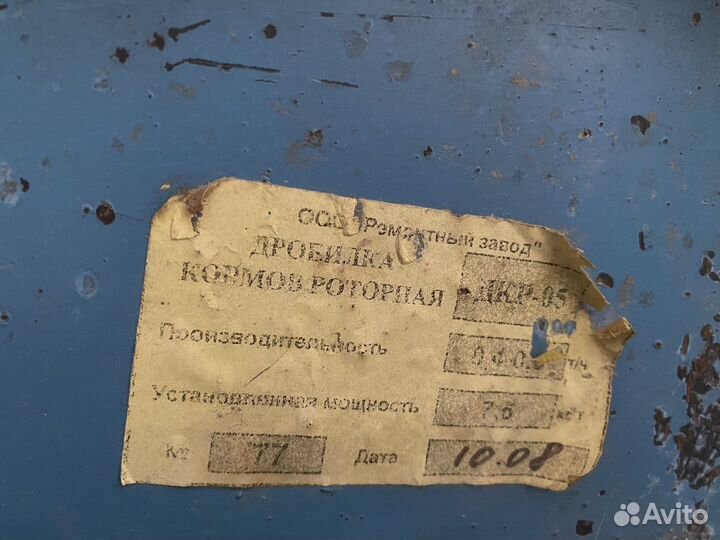 ООО "Ремонтный завод"
ДРОБИЛКА
КОРМОВ РОТОРНАЯ ДКР-05
Производительность т/ч
Установленная мощность 7,5 кВт
77 Дата 10.08
Avito